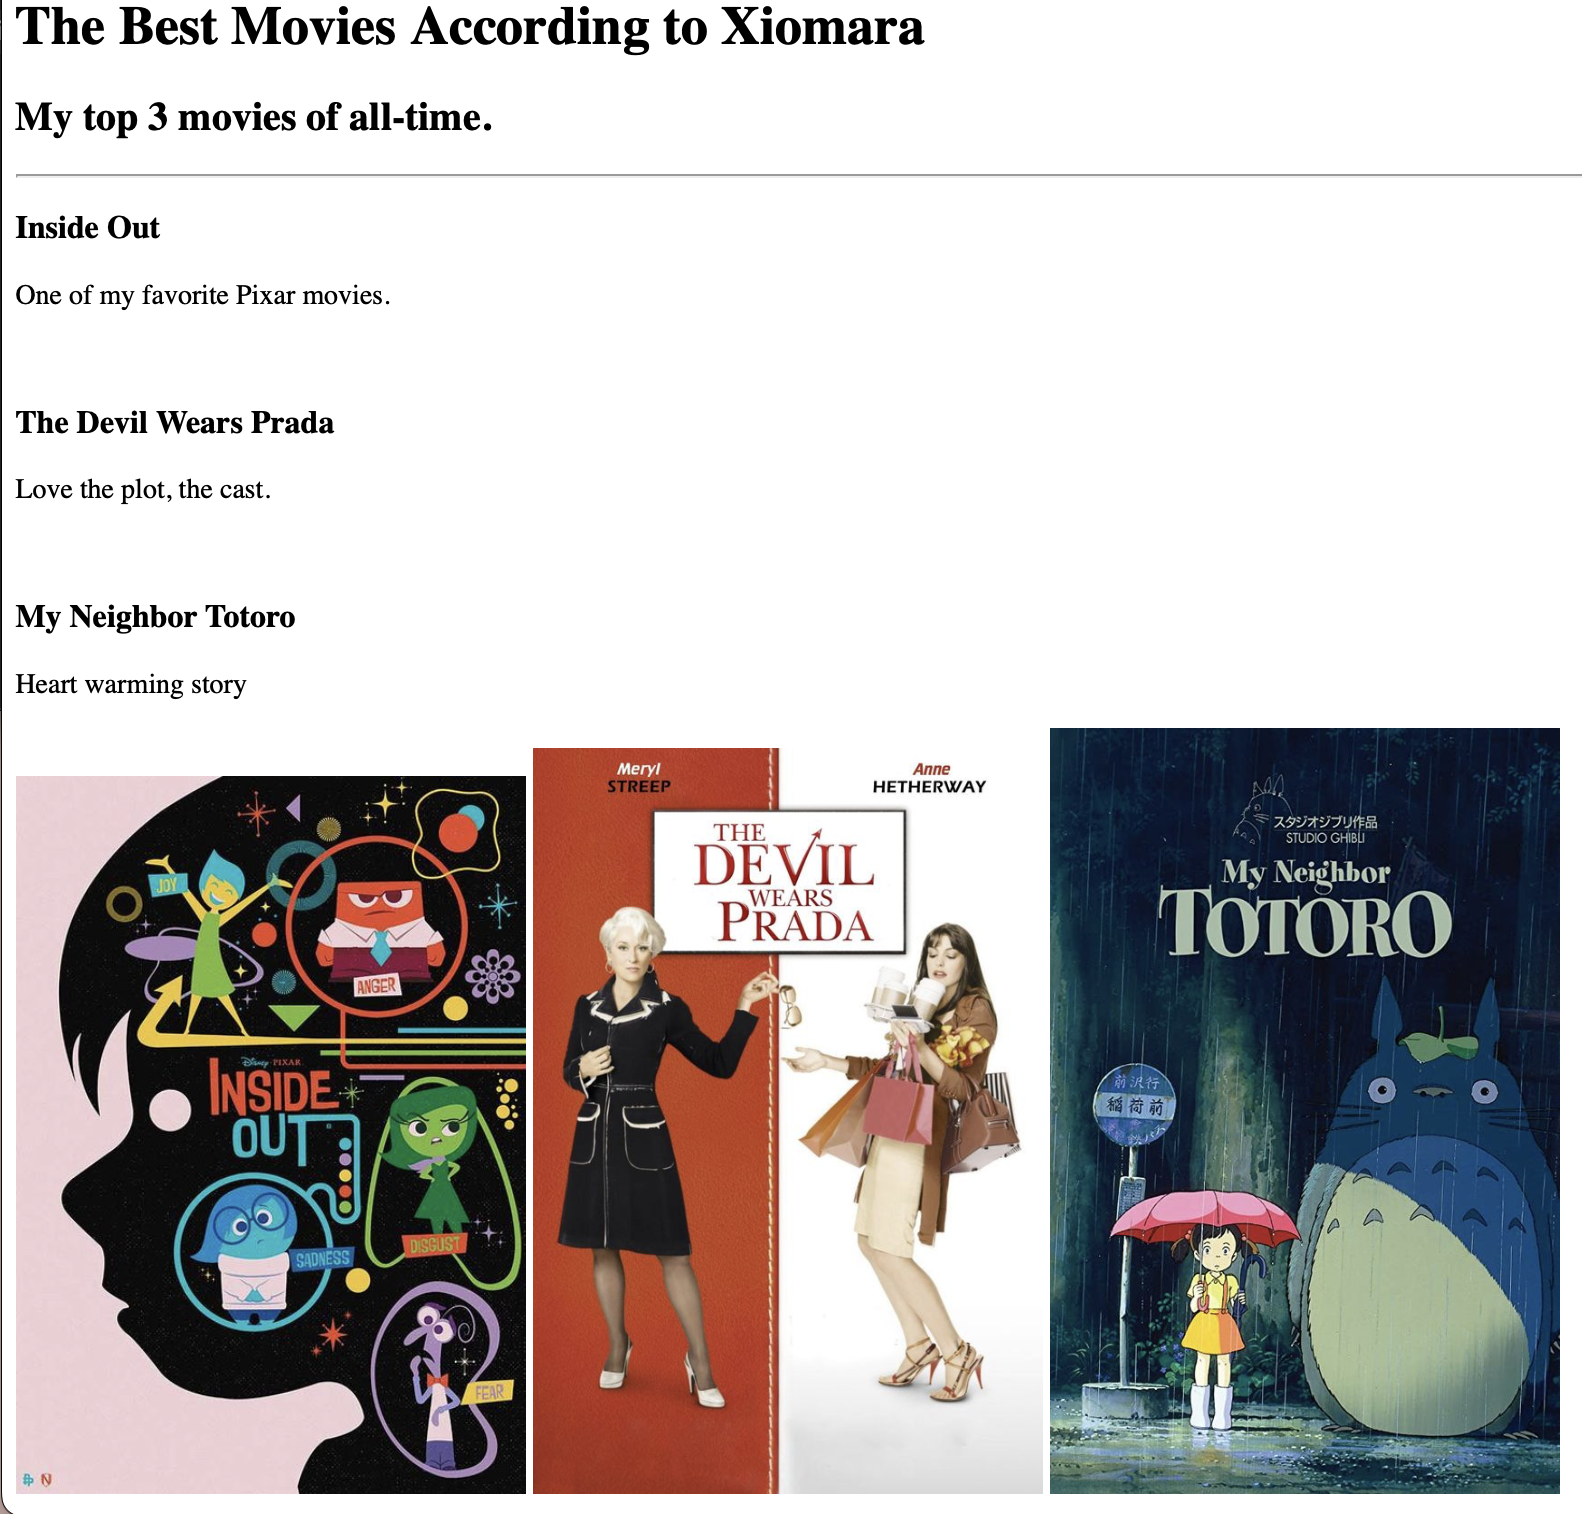 The Best Movies According to Xiomara
My top 3 movies of all-time.
Inside Out
One of my favorite Pixar movies.
The Devil Wears Prada
Love the plot, the cast.
My Neighbor Totoro
Heart warming story
JOY
ANGER
Disney·PIXAR
INSIDE
OUT
DISGUST
SADNESS
FEAR
Meryl
STREEP
Anne
HETHERWAY
THE
DEVIL
WEARS
PRADA
スタジオジブリ作品
STUDIO GHIBLI
My Neighbor
TOTORO
前沢行
稲荷前